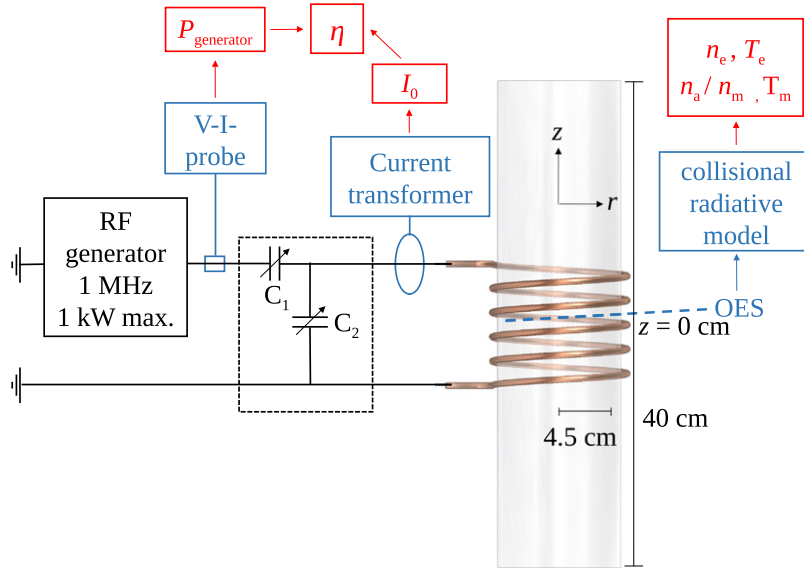 P_generator
η
I_0
V-I-
probe
Current
transformer
n_e , T_e
n_a / n_m , T_m
collisional
radiative
model
OES
RF
generator
1 MHz
1 kW max.
C_1
C_2
z
r
z = 0 cm
4.5 cm
40 cm